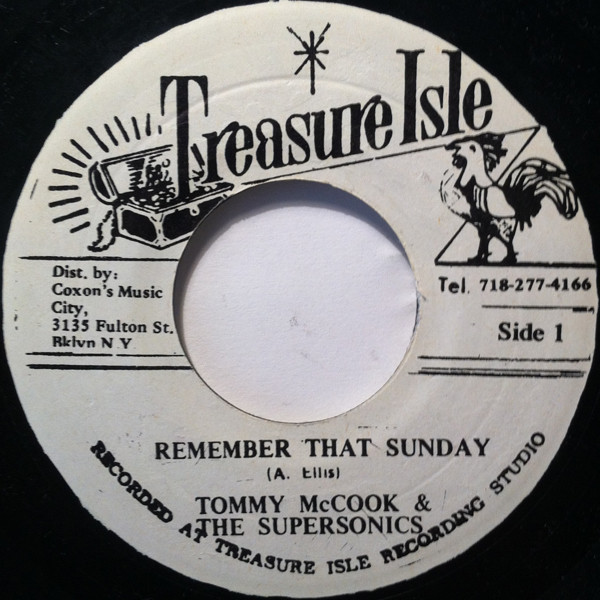 Treasure Isle
Dist. by:
Coxon's Music
City,
3135 Fulton St.
Bklyn N Y
Tel. 718-277-4166
Side 1
REMEMBER THAT SUNDAY
(A. Ellis)
TOMMY McCOOK &
THE SUPERSONICS
RECORDED AT TREASURE ISLE RECORDING STUDIO